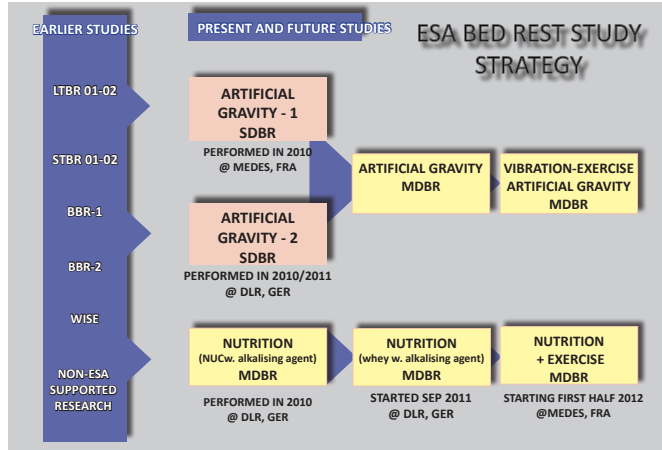 EARLIER STUDIES
PRESENT AND FUTURE STUDIES
ESA BED REST STUDY
STRATEGY
LTBR 01-02
STBR 01-02
BBR-1
BBR-2
WISE
NON-ESA
SUPPORTED
RESEARCH
ARTIFICIAL
GRAVITY - 1
SDBR
PERFORMED IN 2010
@ MEDES, FRA
ARTIFICIAL
GRAVITY - 2
SDBR
PERFORMED IN 2010/2011
@ DLR, GER
ARTIFICIAL GRAVITY
MDBR
VIBRATION-EXERCISE
ARTIFICIAL GRAVITY
MDBR
NUTRITION
(NUCw. alkalising agent)
MDBR
PERFORMED IN 2010
@ DLR, GER
NUTRITION
(whey w. alkalising agent)
MDBR
STARTED SEP 2011
@ DLR, GER
NUTRITION
+ EXERCISE
MDBR
STARTING FIRST HALF 2012
@MEDES, FRA